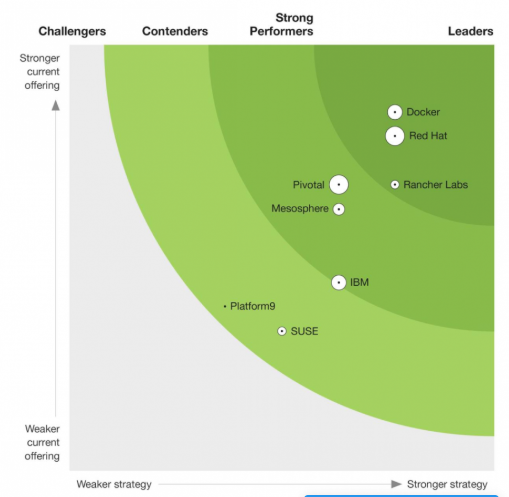 Challengers
Contenders
Strong
Performers
Leaders
Stronger
current
offering
Docker
Red Hat
Pivotal
Rancher Labs
Mesosphere
IBM
Platform9
SUSE
Weaker
current
offering
Weaker strategy
Stronger strategy